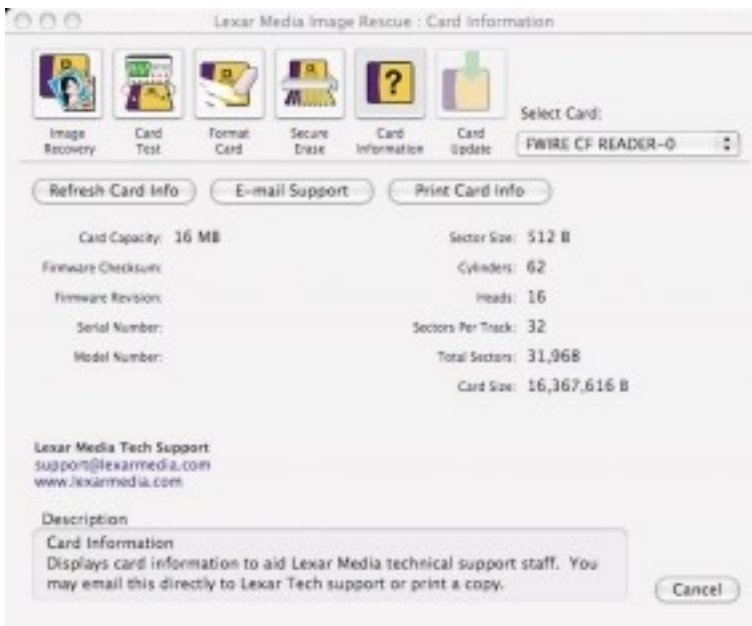 Lexar Media Image Rescue : Card Information
Image Recovery
Card Test
Format Card
Secure Erase
Card Information
Card Update
Select Card:
FWIRE CF READER-0
Refresh Card Info
E-mail Support
Print Card Info
Card Capacity: 16 MB
Firmware Checksum:
Firmware Revision:
Serial Number:
Model Number:
Sector Size: 512 B
Cylinders: 62
Heads: 16
Sectors Per Track: 32
Total Sectors: 31,968
Card Size: 16,367,616 B
Lexar Media Tech Support
support@lexarmedia.com
www.lexarmedia.com
Description
Card Information
Displays card information to aid Lexar Media technical support staff. You
may email this directly to Lexar Tech support or print a copy.
Cancel